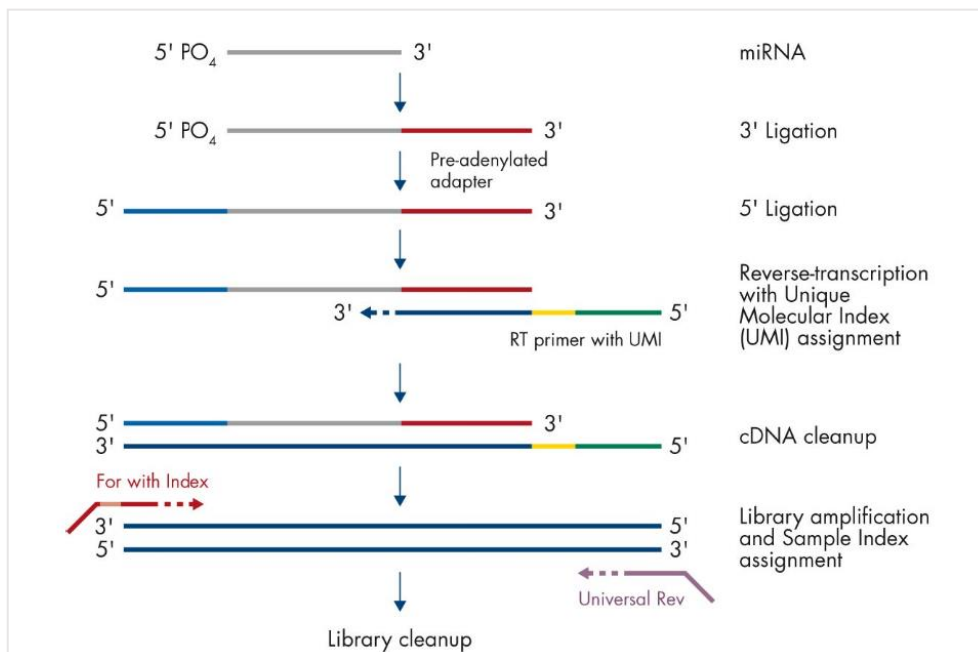 5' PO4 3' miRNA
5' PO4 3' 3' Ligation
Pre-adenylated
adapter
5' 3' 5' Ligation
5'
3' 5'
RT primer with UMI
Reverse-transcription
with Unique
Molecular Index
(UMI) assignment
5' 3'
3' 5'
cDNA cleanup
For with Index
3' 5'
5' 3'
Universal Rev
Library amplification
and Sample Index
assignment
Library cleanup